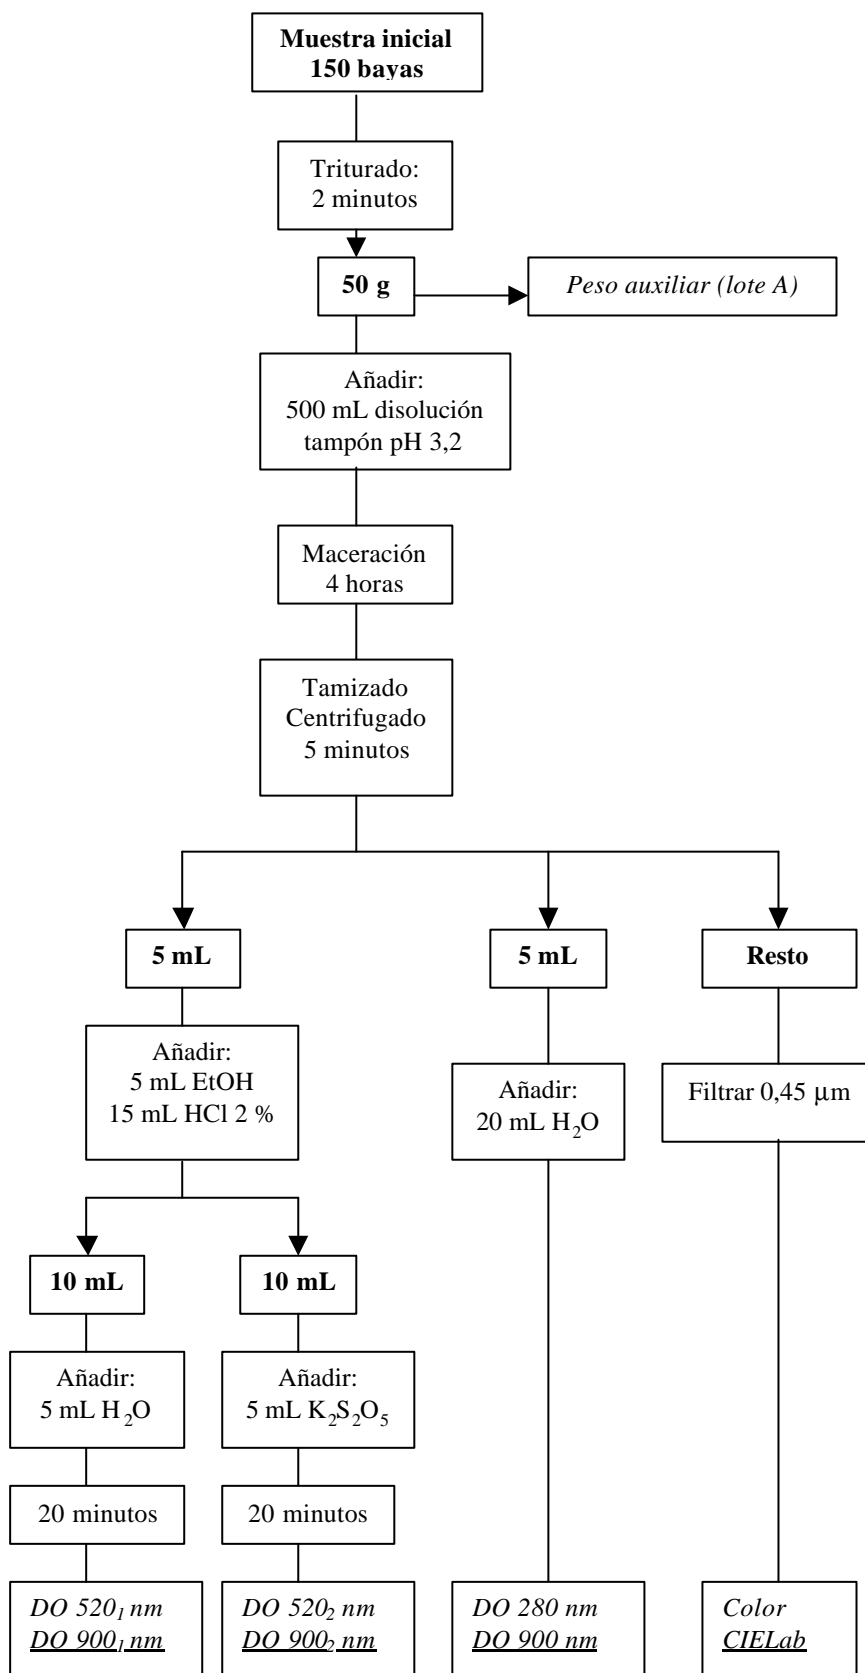 Muestra inicial
150 bayas
Triturado:
2 minutos
50 g
Peso auxiliar (lote A)
Añadir:
500 mL disolución
tampón pH 3,2
Maceración
4 horas
Tamizado
Centrifugado
5 minutos
5 mL
5 mL
Resto
Añadir:
5 mL EtOH
15 mL HCl 2 %
Añadir:
20 mL H₂O
Filtrar 0,45 μm
10 mL
10 mL
Añadir:
5 mL H₂O
Añadir:
5 mL K₂S₂O₅
20 minutos
20 minutos
DO 520₁ nm
DO 900₁ nm
DO 520₂ nm
DO 900₂ nm
DO 280 nm
DO 900 nm
Color
CIELab